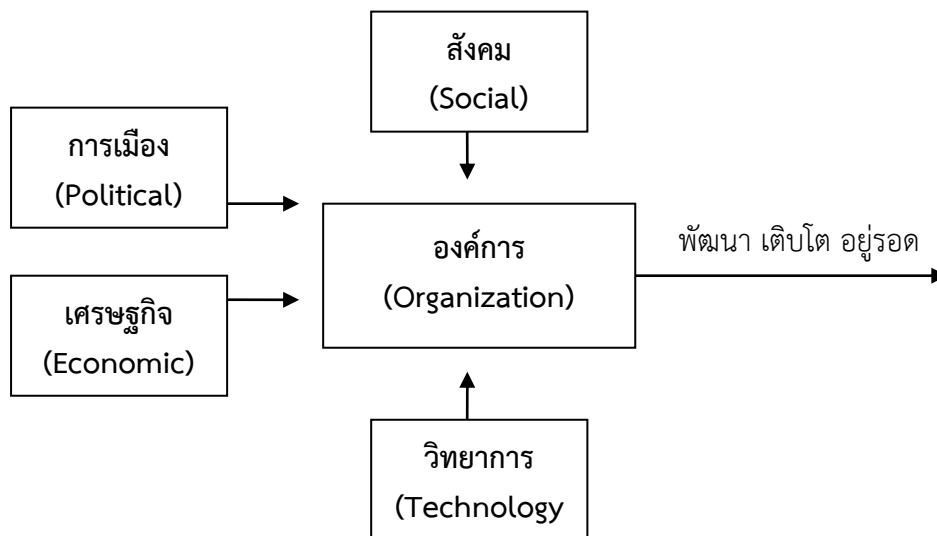 สังคม
(Social)
การเมือง
(Political)
องค์การ
(Organization)
พัฒนา เติบโต อยู่รอด
เศรษฐกิจ
(Economic)
วิทยาการ
(Technology